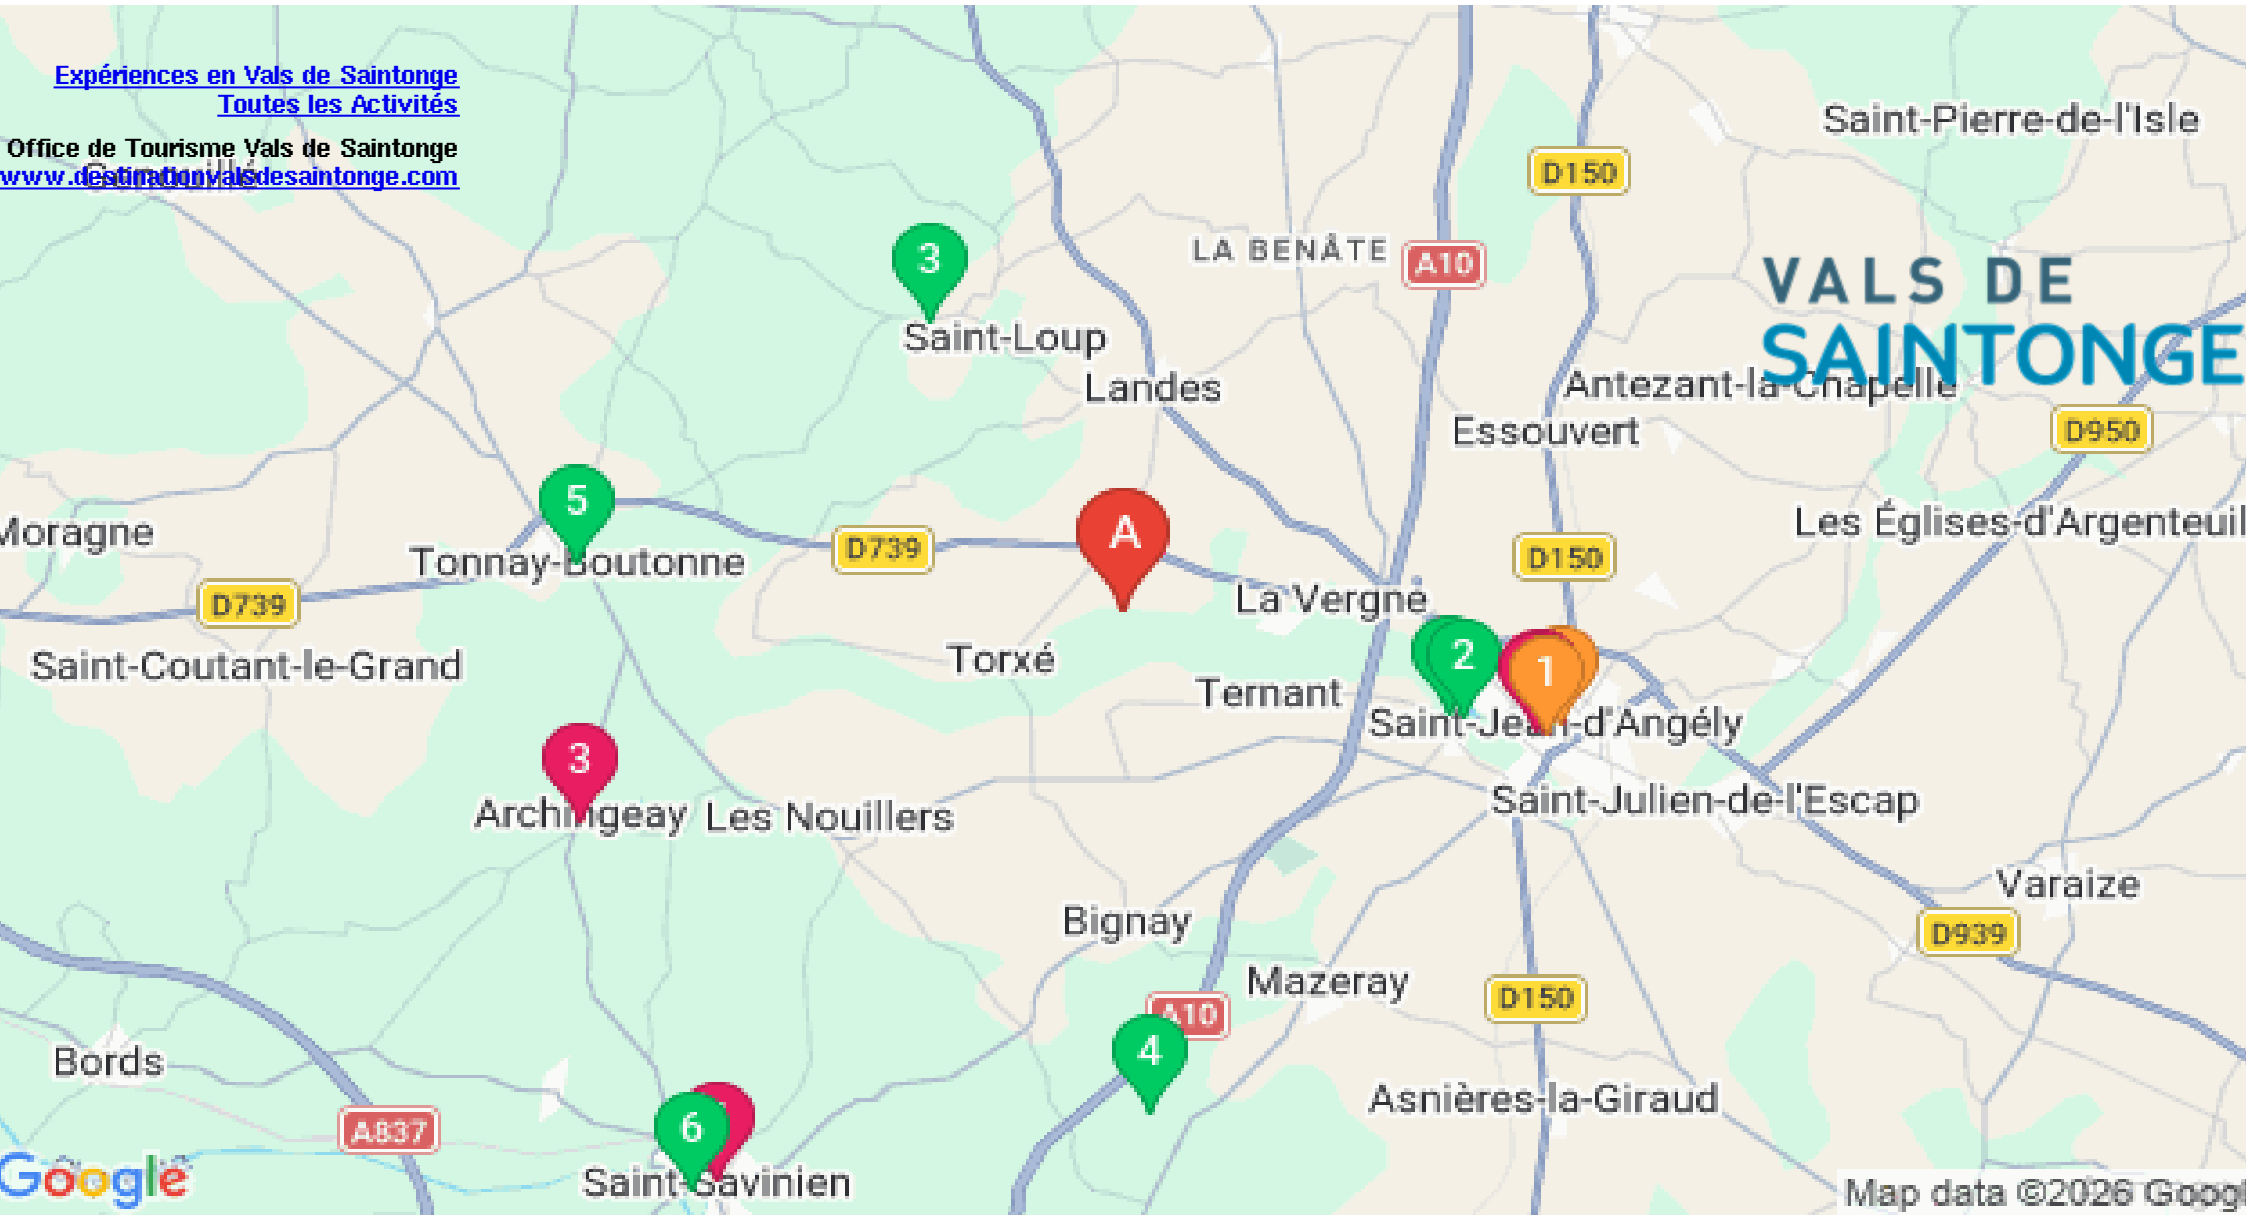 Expériences en Vals de Saintonge
Toutes les Activités
Office de Tourisme Vals de Saintonge
www.destinationvalsdesaintonge.com
Saint-Pierre-de-l'Isle
D150
LA BENÂTE
A10
VALS DE
SAINTONGE
3
Saint-Loup
Landes
Antezant-la-Chapelle
Essouvert
D950
5
A
Moragne
Tonnay-Boutonne
D739
Les Églises-d'Argenteuil
D150
D739
La Vergne
Saint-Coutant-le-Grand
Torxé
2
1
Ternant
Saint-Jean-d'Angély
3
Archingeay
Les Nouillers
Saint-Julien-de-l'Escap
Varaize
Bignay
D939
Mazeray
D150
A10
4
Bords
Asnières-la-Giraud
A837
6
Saint-Savinien
Google
Map data ©2026 Googl